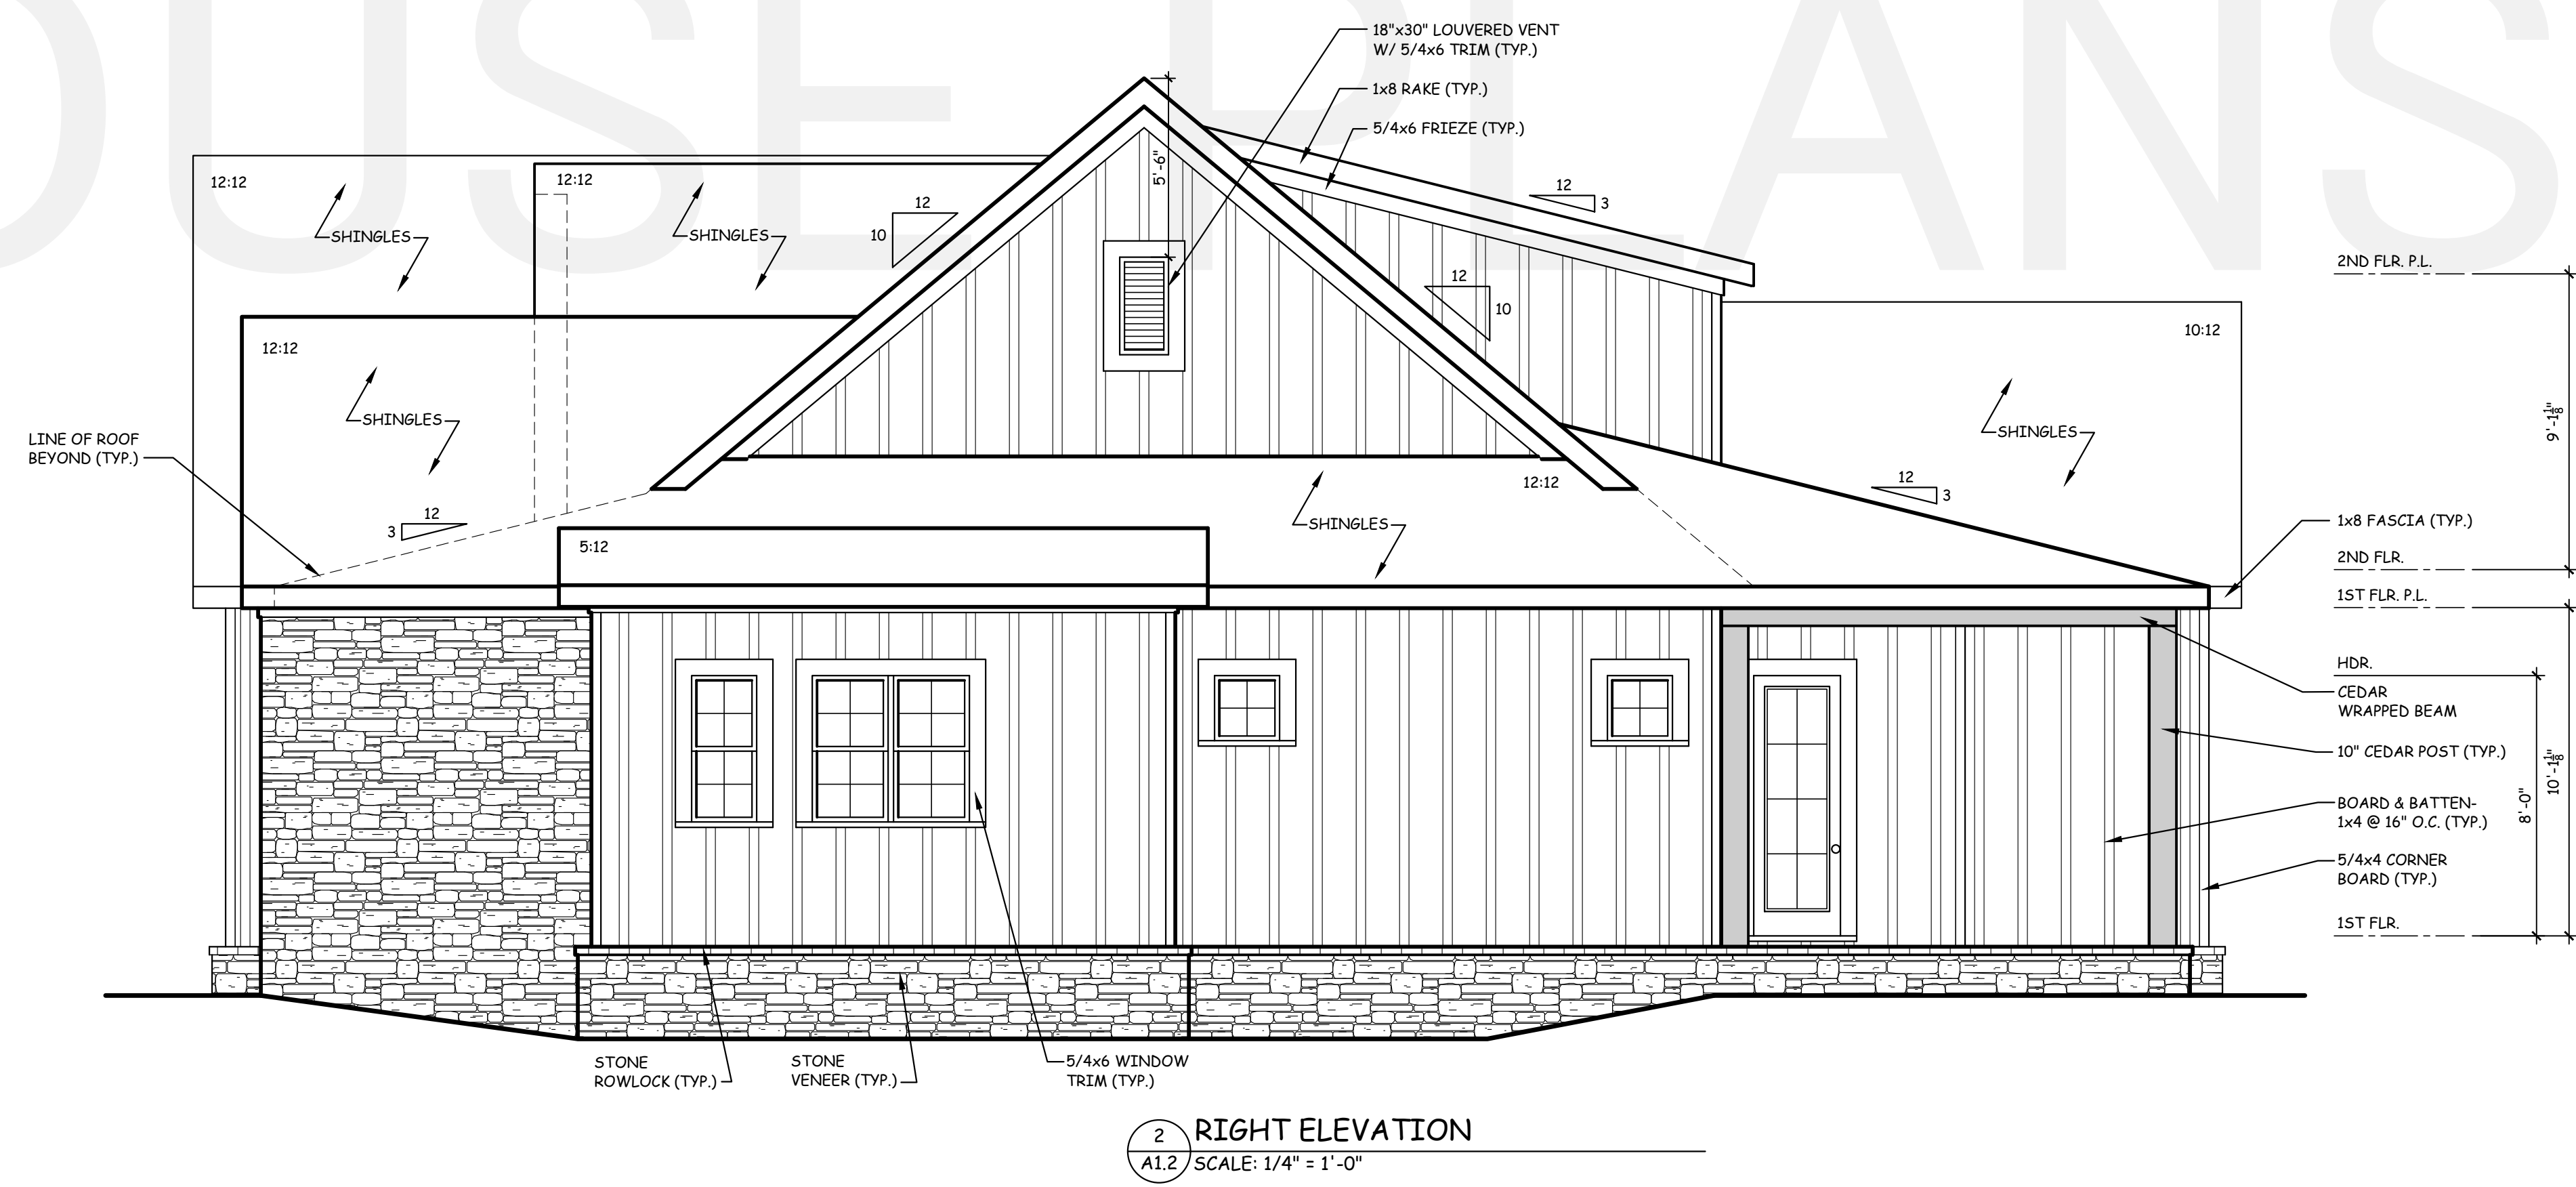 HOUSE PLANS
18"x30" LOUVERED VENT
W/ 5/4x6 TRIM (TYP.)
1x8 RAKE (TYP.)
5/4x6 FRIEZE (TYP.)
5'-6"
12:12
12:12
SHINGLES
SHINGLES
12
10
12
3
12
10
2ND FLR. P.L.
10:12
12:12
SHINGLES
SHINGLES
9'-1 1/8"
LINE OF ROOF
BEYOND (TYP.)
12
3
12:12
SHINGLES
12
3
5:12
1x8 FASCIA (TYP.)
2ND FLR.
1ST FLR. P.L.
HDR.
CEDAR
WRAPPED BEAM
10" CEDAR POST (TYP.)
10'-1 1/8"
8'-0"
BOARD & BATTEN-
1x4 @ 16" O.C. (TYP.)
5/4x4 CORNER
BOARD (TYP.)
1ST FLR.
STONE
ROWLOCK (TYP.)
STONE
VENEER (TYP.)
5/4x6 WINDOW
TRIM (TYP.)
2
A1.2
RIGHT ELEVATION
SCALE: 1/4" = 1'-0"